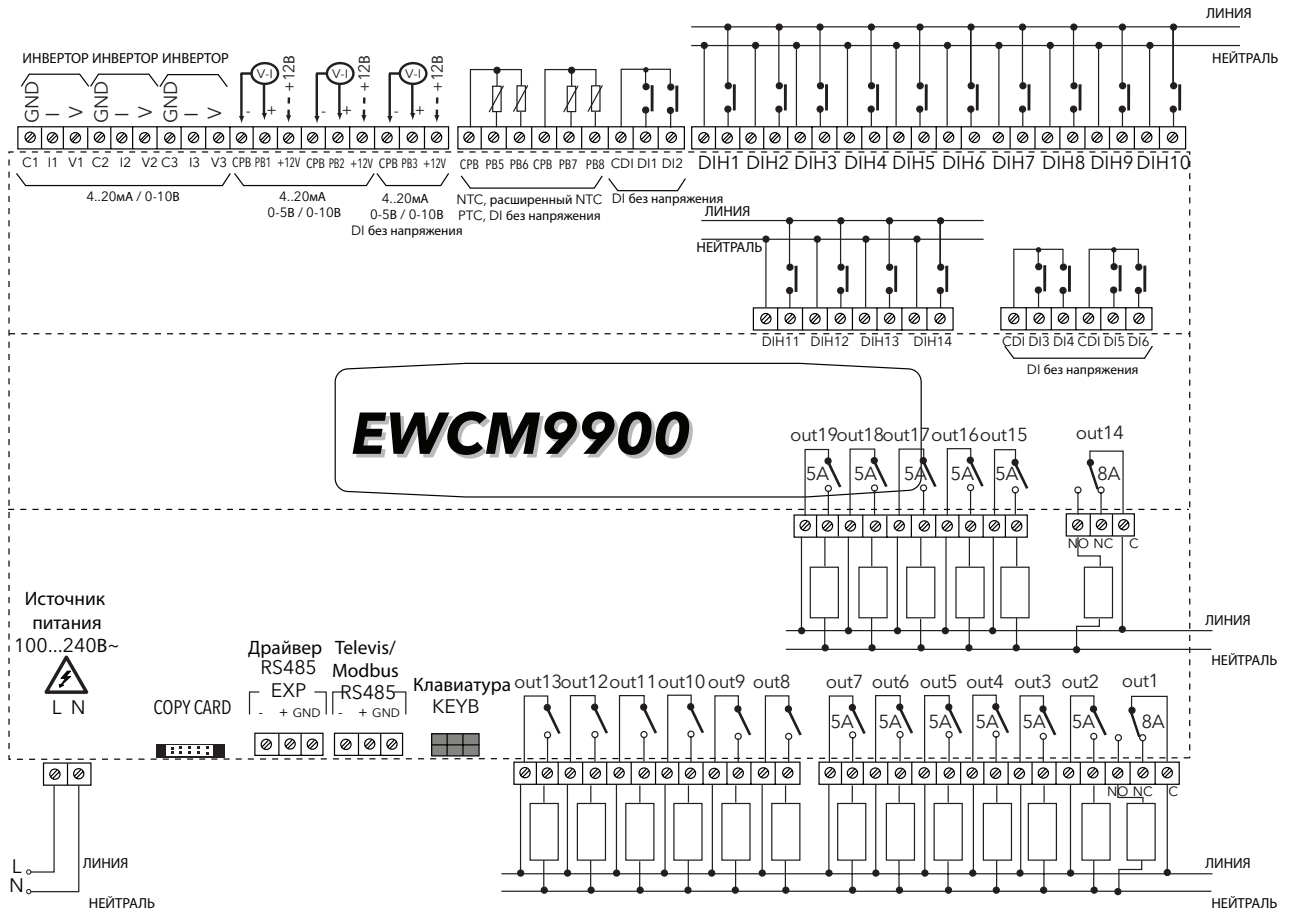 ЛИНИЯ
НЕЙТРАЛЬ
ИНВЕРТОР ИНВЕРТОР ИНВЕРТОР
GND I V GND I V GND I V
V-I - + +12В V-I - + +12В V-I - + +12В
C1 I1 V1 C2 I2 V2 C3 I3 V3 CPB PB1 +12V CPB PB2 +12V CPB PB3 +12V CPB PB5 PB6 CPB PB7 PB8 CDI DI1 DI2 DIH1 DIH2 DIH3 DIH4 DIH5 DIH6 DIH7 DIH8 DIH9 DIH10
4..20мА / 0-10В
4..20мА
0-5В / 0-10В
4..20мА
0-5В / 0-10В
DI без напряжения
NTC, расширенный NTC
PTC, DI без напряжения
DI без напряжения
ЛИНИЯ
НЕЙТРАЛЬ
DIH11 DIH12 DIH13 DIH14
CDI DI3 DI4 CDI DI5 DI6
DI без напряжения
EWCM9900
out19 out18 out17 out16 out15 out14
5A 5A 5A 5A 5A 8A
NO NC C
ЛИНИЯ
НЕЙТРАЛЬ
Источник
питания
100...240В~
L N
COPY CARD
Драйвер
RS485
EXP
- + GND
Televis/
Modbus
RS485
- + GND
Клавиатура
KEYB
out13 out12 out11 out10 out9 out8 out7 out6 out5 out4 out3 out2 out1
5A 5A 5A 5A 5A 5A 8A
NO NC C
L ЛИНИЯ
N
НЕЙТРАЛЬ
ЛИНИЯ
НЕЙТРАЛЬ